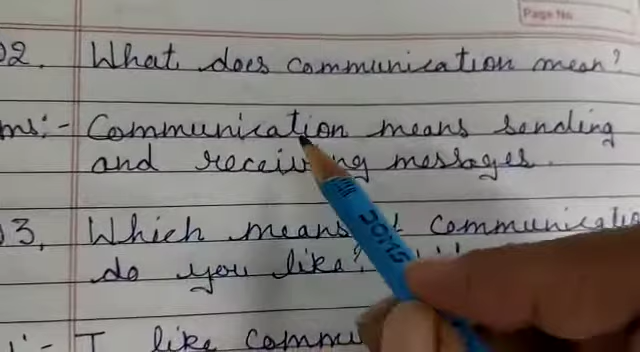 Page No
Q2. What does communication mean?
Ans:- Communication means sending
and receiving messages.
Q3, Which means communication
do you like?
I like commu
DOMS